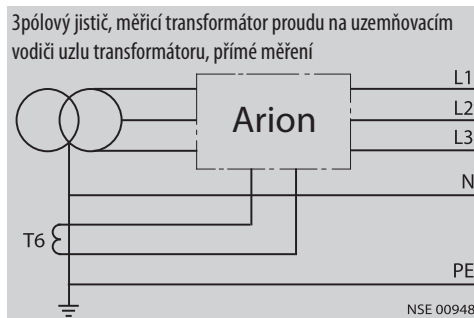 3pólový jistič, měřicí transformátor proudu na uzemňovacím
vodiči uzlu transformátoru, přímé měření
L1
Arion
L2
L3
N
T6
PE
NSE 00948